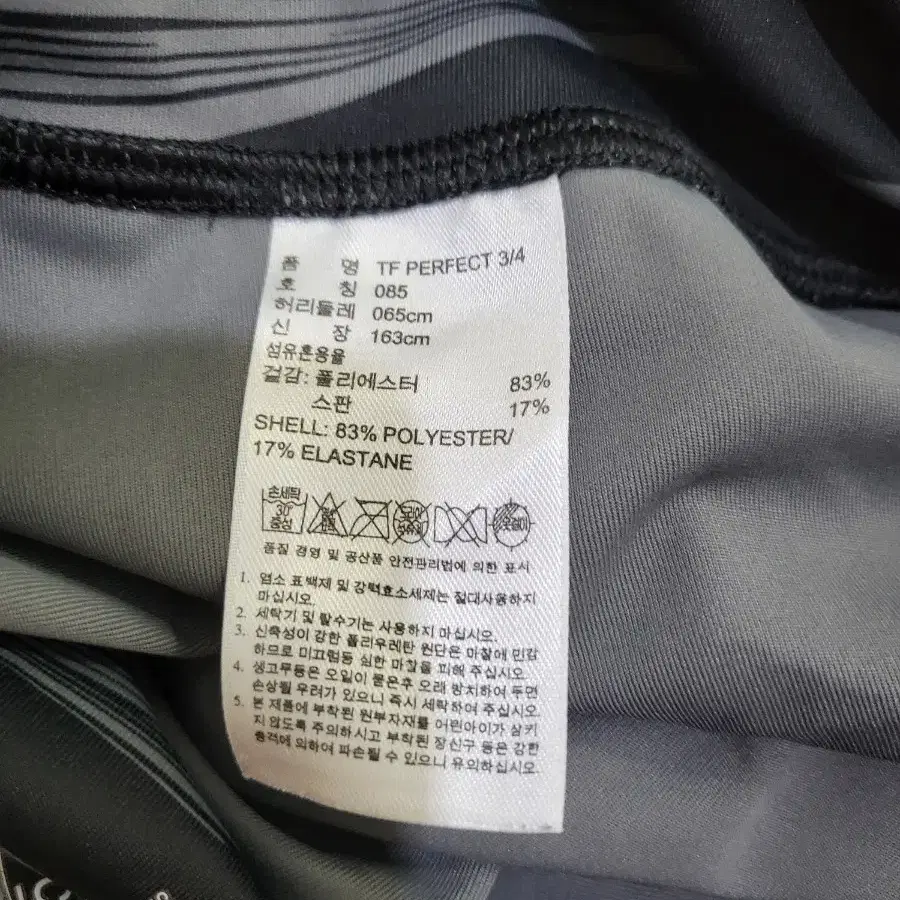 품 명 TF PERFECT 3/4
호 칭 085
허리둘레 065cm
신 장 163cm
섬유혼용율
겉감: 폴리에스터 83%
스판 17%
SHELL: 83% POLYESTER/
17% ELASTANE
손세탁
30
중성
품질 경영 및 공산품 안전관리법에 의한 표시
1. 염소 표백제 및 강력효소세제는 절대사용하지
마십시오.
2. 세탁기 및 탈수기는 사용하지 마십시오.
3. 신축성이 강한 폴리우레탄 원단은 마찰에 민감
하므로 미끄럼등 심한 마찰을 피해 주십시오.
4. 생고무등은 오일이 묻은후 오래 방치하여 두면
손상될 우려가 있으니 즉시 세탁하여 주십시오.
5. 본 제품에 부착된 원부자재를 어린아이가 삼키
지 않도록 주의하시고 부착된 장신구 등은 강한
충격에 의하여 파손될 수 있으니 유의하십시오.